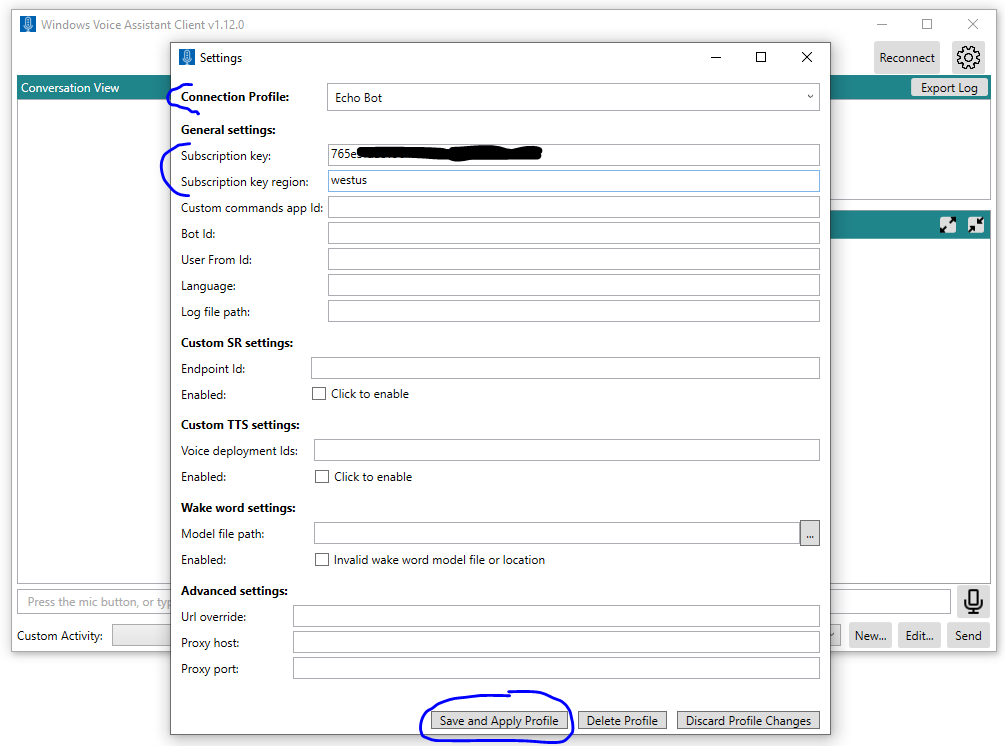 Windows Voice Assistant Client v1.12.0
Settings
Reconnect
Conversation View
Export Log
Connection Profile: Echo Bot
General settings:
Subscription key: 765e
Subscription key region: westus
Custom commands app Id:
Bot Id:
User From Id:
Language:
Log file path:
Custom SR settings:
Endpoint Id:
Enabled: Click to enable
Custom TTS settings:
Voice deployment Ids:
Enabled: Click to enable
Wake word settings:
Model file path: ...
Enabled: Invalid wake word model file or location
Advanced settings:
Url override:
Proxy host:
Proxy port:
Press the mic button, or typ
Custom Activity:
New... Edit... Send
Save and Apply Profile Delete Profile Discard Profile Changes